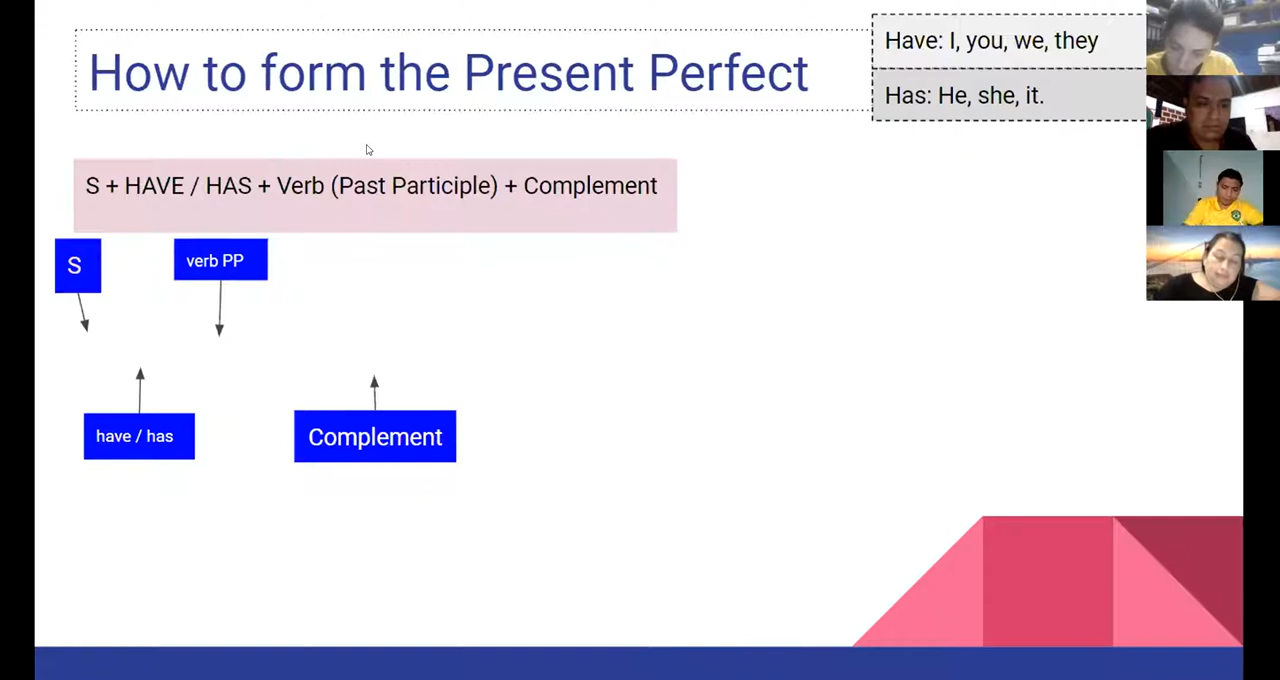 How to form the Present Perfect
Have: I, you, we, they
Has: He, she, it.
S + HAVE / HAS + Verb (Past Participle) + Complement
S
verb PP
have / has
Complement